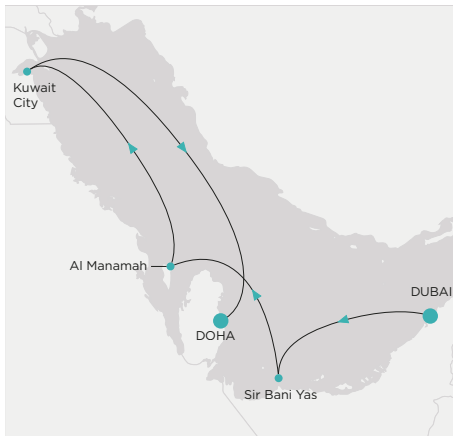 Kuwait
City
Al Manamah
DUBAI
DOHA
Sir Bani Yas